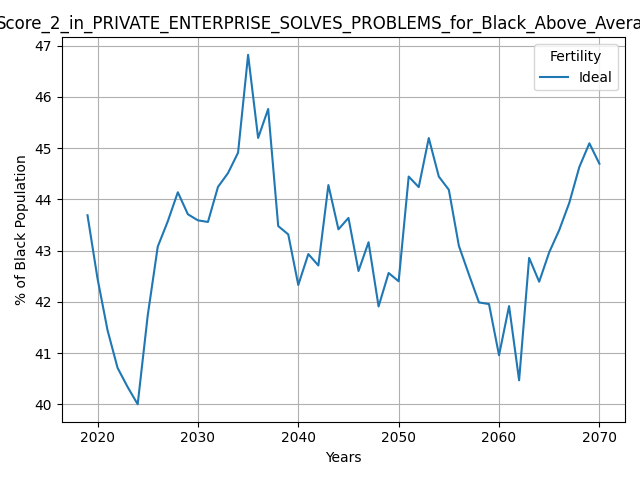 Score_2_in_PRIVATE_ENTERPRISE_SOLVES_PROBLEMS_for_Black_Above_Avera
Fertility
Ideal
% of Black Population
47
46
45
44
43
42
41
40
2020 2030 2040 2050 2060 2070
Years